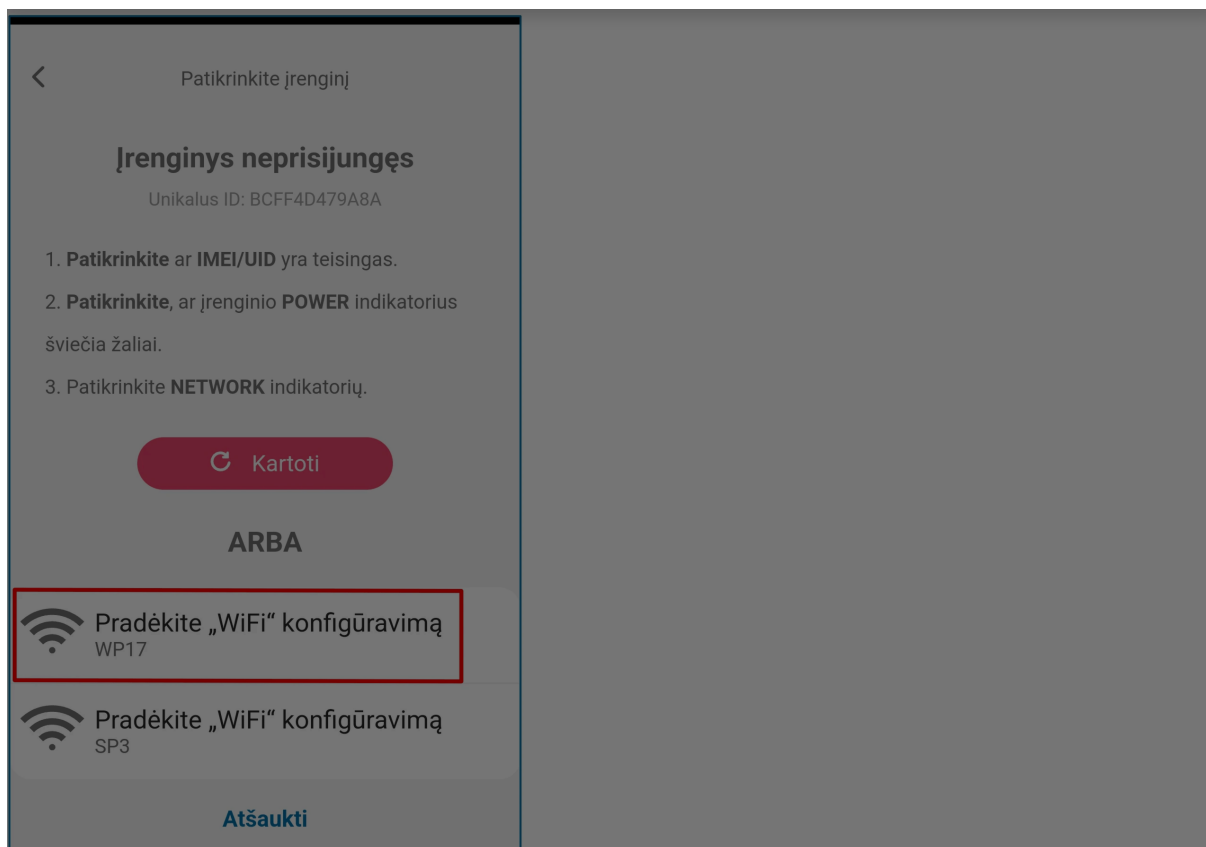 Patikrinkite įrenginį
Įrenginys neprisijungęs
Unikalus ID: BCFF4D479A8A
1. Patikrinkite ar IMEI/UID yra teisingas.
2. Patikrinkite, ar įrenginio POWER indikatorius
šviečia žaliai.
3. Patikrinkite NETWORK indikatorių.
Kartoti
ARBA
Pradėkite „WiFi“ konfigūravimą
WP17
Pradėkite „WiFi“ konfigūravimą
SP3
Atšaukti